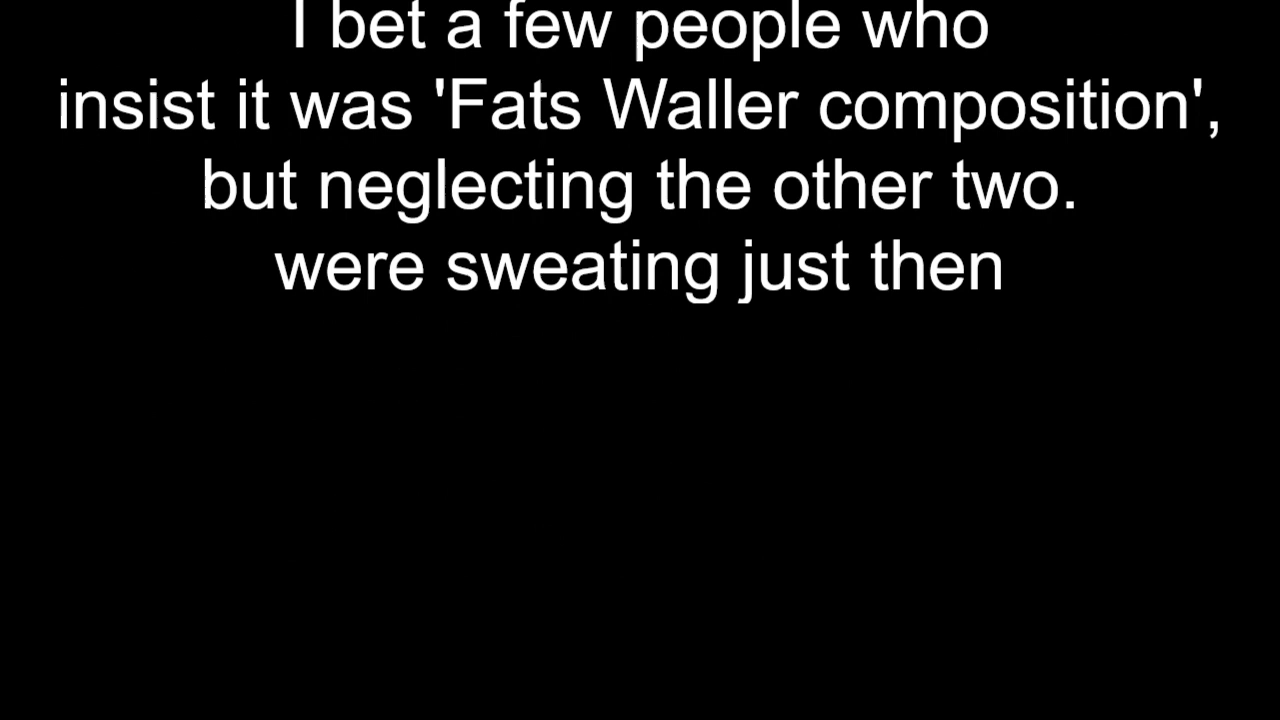 I bet a few people who
insist it was 'Fats Waller composition',
but neglecting the other two.
were sweating just then